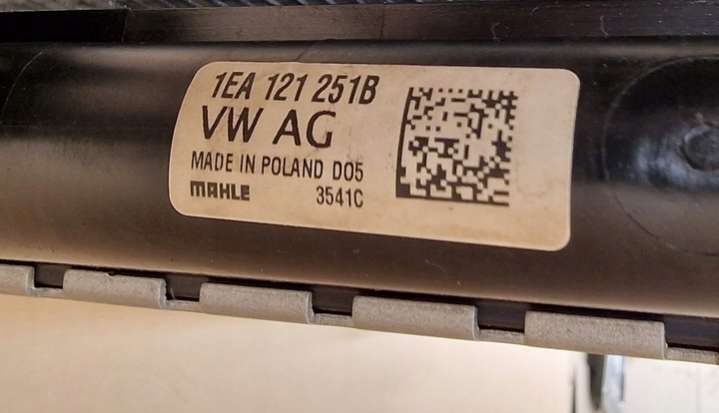 1EA 121 251B
VW AG
MADE IN POLAND D05
MAHLE 3541C